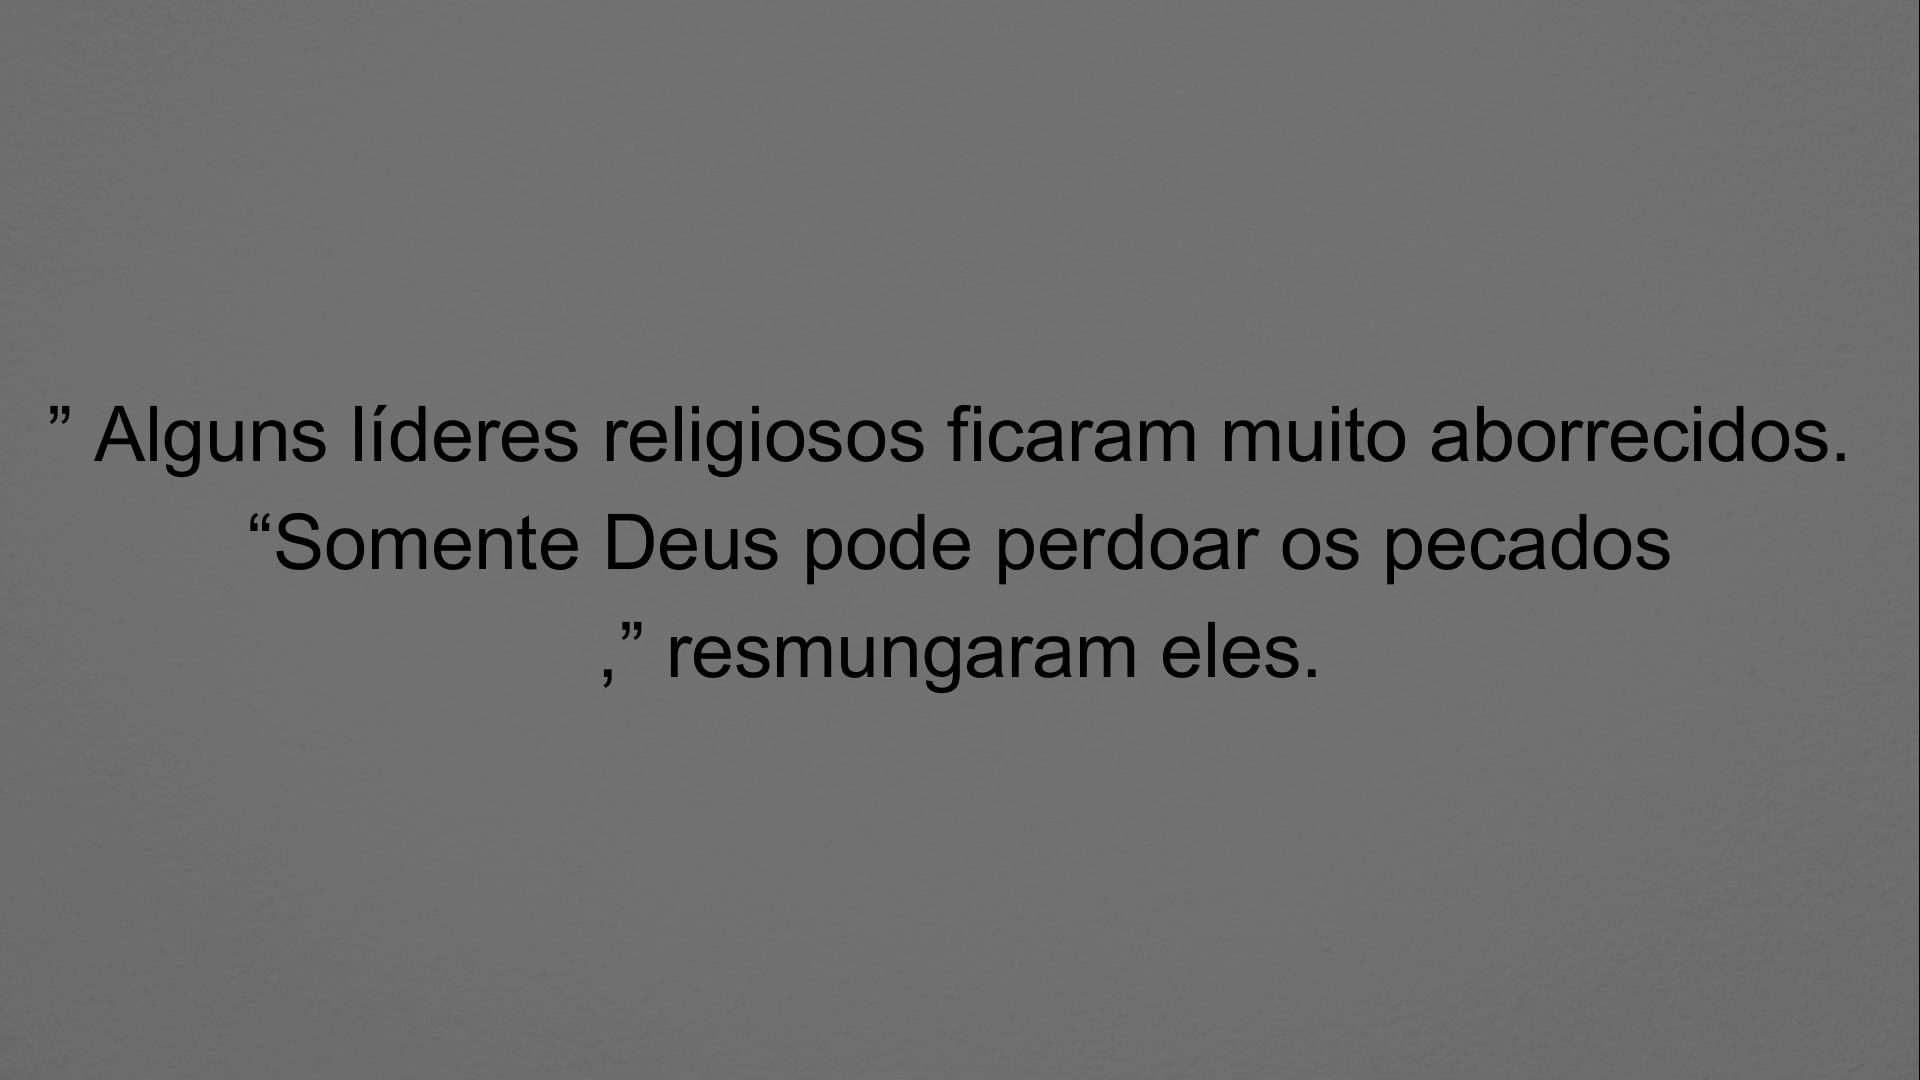 ” Alguns líderes religiosos ficaram muito aborrecidos.
“Somente Deus pode perdoar os pecados
,” resmungaram eles.